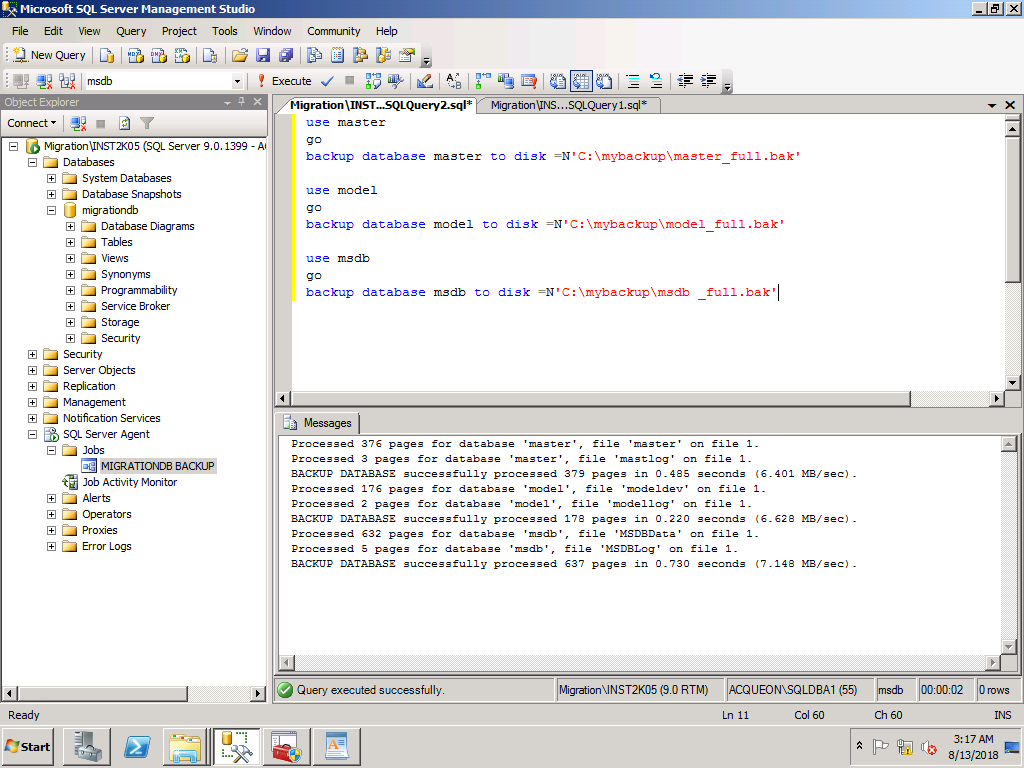 Microsoft SQL Server Management Studio
File Edit View Query Project Tools Window Community Help
New Query
msdb Execute
Object Explorer
Connect
Migration\INST2K05 (SQL Server 9.0.1399 - A
Databases
System Databases
Database Snapshots
migrationdb
Database Diagrams
Tables
Views
Synonyms
Programmability
Service Broker
Storage
Security
Security
Server Objects
Replication
Management
Notification Services
SQL Server Agent
Jobs
MIGRATIONDB BACKUP
Job Activity Monitor
Alerts
Operators
Proxies
Error Logs
Migration\INST...SQLQuery2.sql* Migration\INS...SQLQuery1.sql*
use master
go
backup database master to disk =N'C:\mybackup\master_full.bak'
use model
go
backup database model to disk =N'C:\mybackup\model_full.bak'
use msdb
go
backup database msdb to disk =N'C:\mybackup\msdb _full.bak'
Messages
Processed 376 pages for database 'master', file 'master' on file 1.
Processed 3 pages for database 'master', file 'mastlog' on file 1.
BACKUP DATABASE successfully processed 379 pages in 0.485 seconds (6.401 MB/sec).
Processed 176 pages for database 'model', file 'modeldev' on file 1.
Processed 2 pages for database 'model', file 'modellog' on file 1.
BACKUP DATABASE successfully processed 178 pages in 0.220 seconds (6.628 MB/sec).
Processed 632 pages for database 'msdb', file 'MSDBData' on file 1.
Processed 5 pages for database 'msdb', file 'MSDBLog' on file 1.
BACKUP DATABASE successfully processed 637 pages in 0.730 seconds (7.148 MB/sec).
Query executed successfully. Migration\INST2K05 (9.0 RTM) ACQUEON\SQLDBA1 (55) msdb 00:00:02 0 rows
Ready Ln 11 Col 60 Ch 60 INS
Start
3:17 AM
8/13/2018